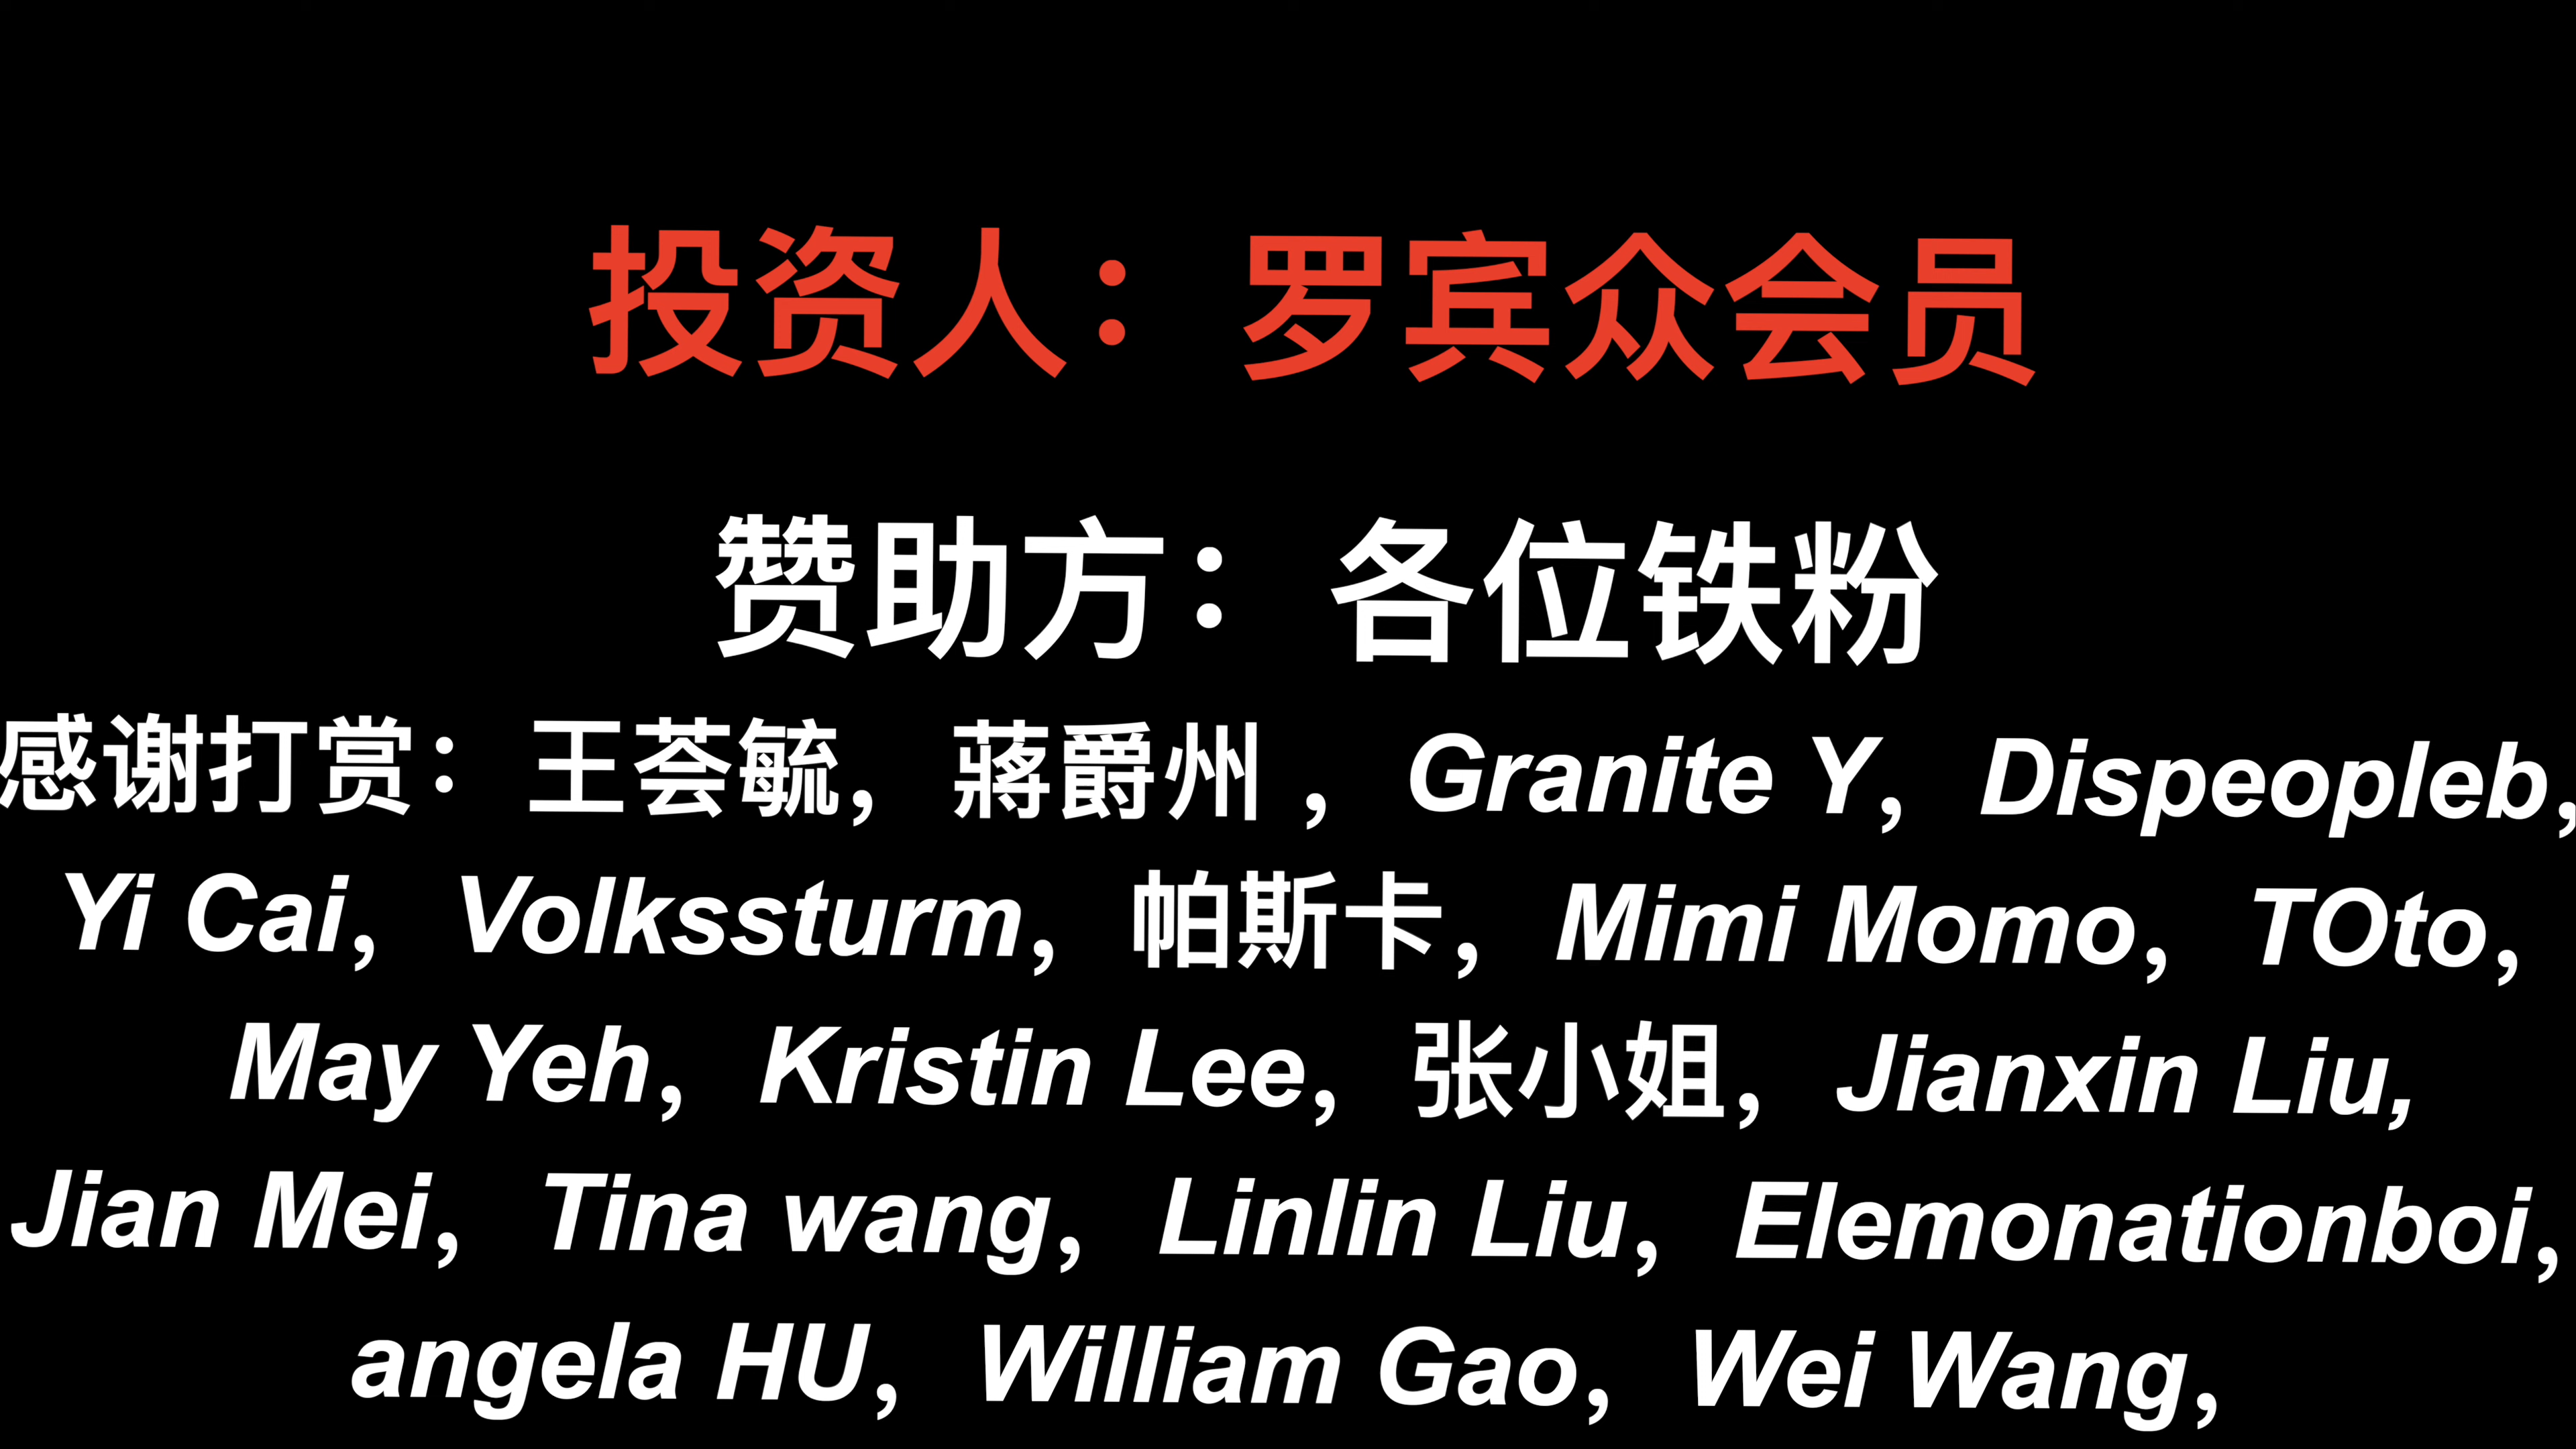 投资人：罗宾众会员
赞助方：各位铁粉
感谢打赏：王荟毓，蒋爵州 ，Granite Y，Dispeopleb，
Yi Cai，Volkssturm，帕斯卡，Mimi Momo，TOto，
May Yeh，Kristin Lee，张小姐，Jianxin Liu,
Jian Mei，Tina wang，Linlin Liu，Elemonationboi，
angela HU，William Gao，Wei Wang，